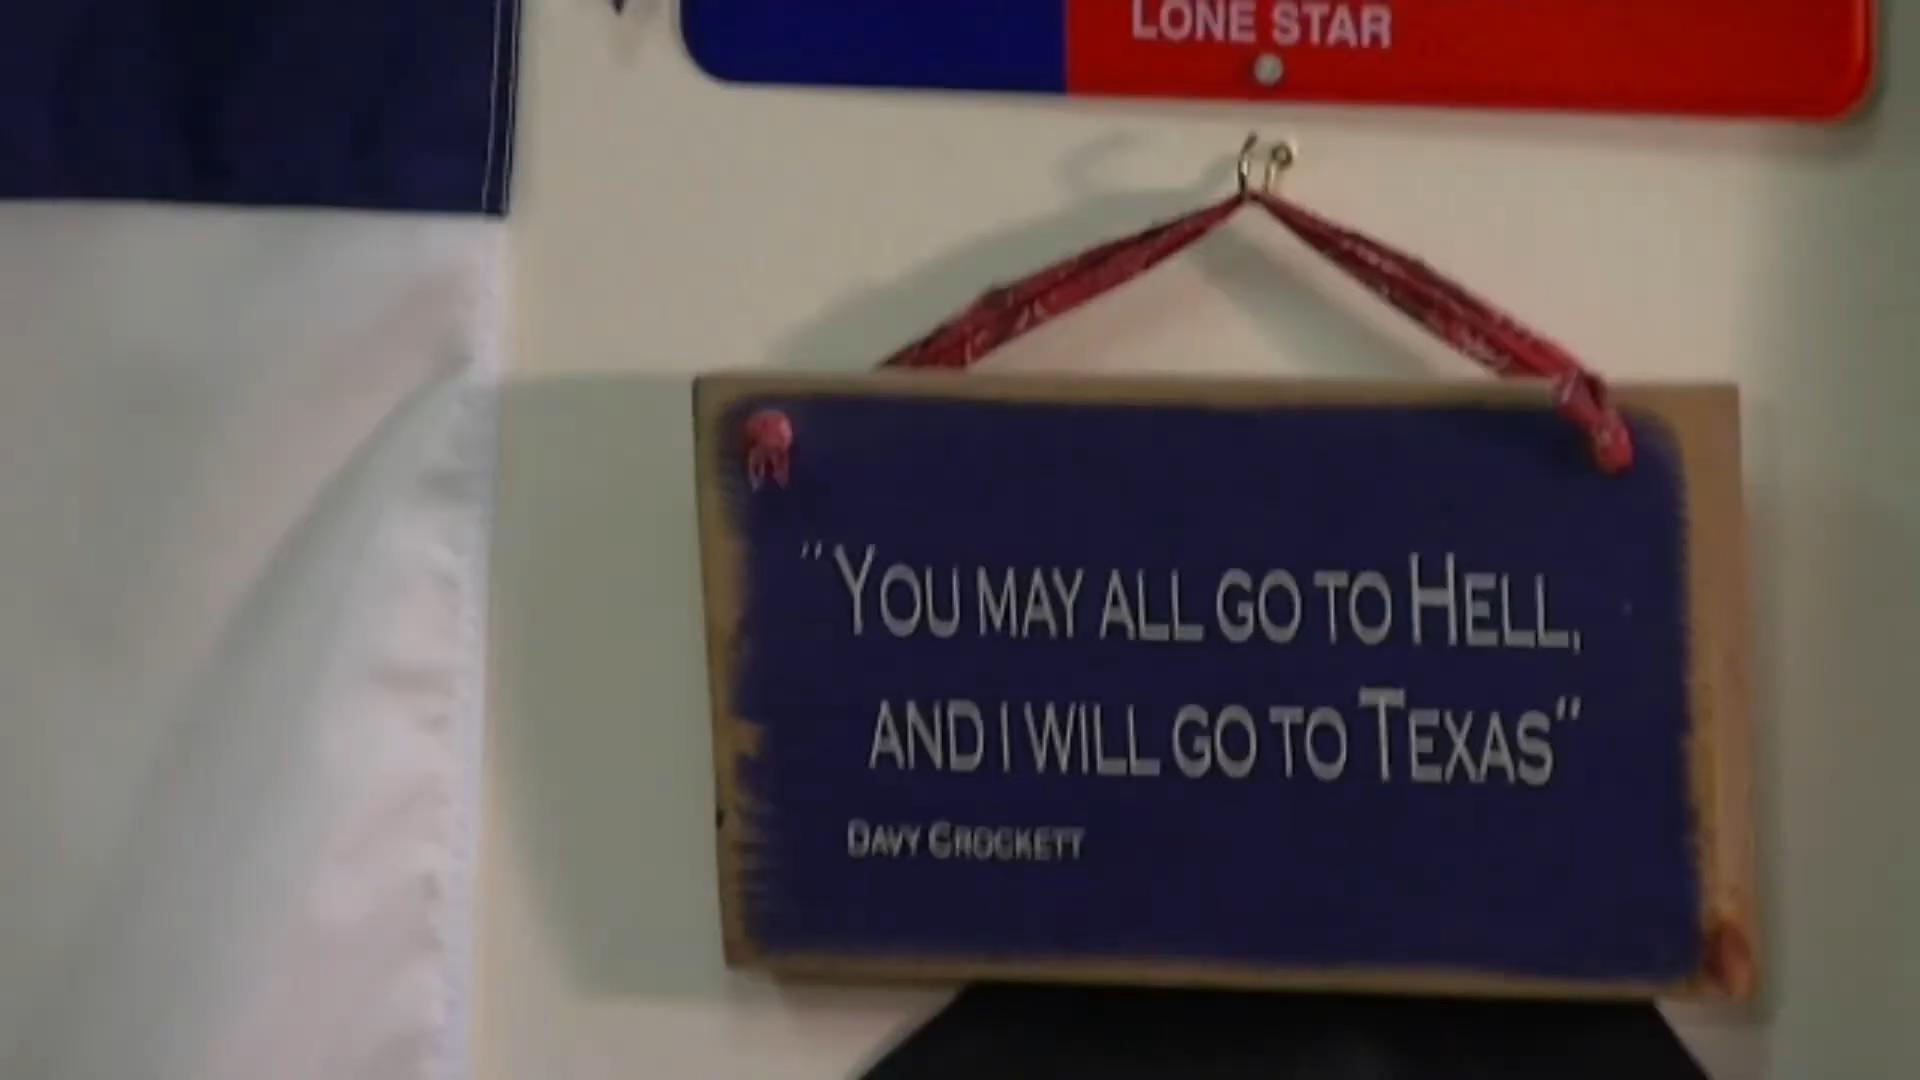 LONE STAR
"YOU MAY ALL GO TO HELL,
AND I WILL GO TO TEXAS"
DAVY CROCKETT